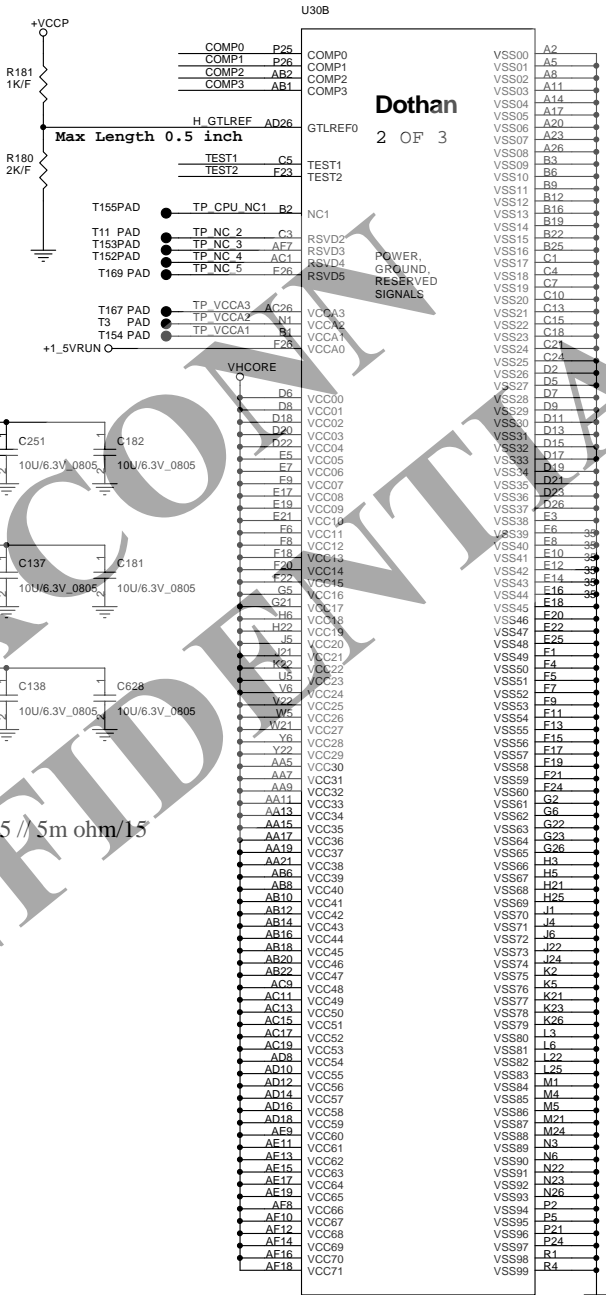 U30B
+VCCP
R181
1K/F
R180
2K/F
COMP0 P25 COMP0
COMP1 P26 COMP1
COMP2 AB2 COMP2
COMP3 AB1 COMP3
H_GTLREF AD26 GTLREF0
Max Length 0.5 inch
TEST1 C5 TEST1
TEST2 F23 TEST2
T155PAD TP_CPU_NC1 B2 NC1
T11 PAD TP_NC_2 C3 RSVD2
T153PAD TP_NC_3 AF7 RSVD3
T152PAD TP_NC_4 AC1 RSVD4
T169 PAD TP_NC_5 E26 RSVD5
T167 PAD TP_VCCA3 AC26 VCCA3
T3 PAD TP_VCCA2 N1 VCCA2
T154 PAD TP_VCCA1 B1 VCCA1
+1_5VRUN F26 VCCA0
Dothan
2 OF 3
POWER,
GROUND,
RESERVED
SIGNALS
VHCORE
D6 VCC00
D8 VCC01
D18 VCC02
D20 VCC03
D22 VCC04
E5 VCC05
E7 VCC06
E9 VCC07
E17 VCC08
E19 VCC09
E21 VCC10
F6 VCC11
F8 VCC12
F18 VCC13
F20 VCC14
F22 VCC15
G5 VCC16
G21 VCC17
H6 VCC18
H22 VCC19
J5 VCC20
J21 VCC21
K22 VCC22
U5 VCC23
V6 VCC24
V22 VCC25
W5 VCC26
W21 VCC27
Y6 VCC28
Y22 VCC29
AA5 VCC30
AA7 VCC31
AA9 VCC32
AA11 VCC33
AA13 VCC34
AA15 VCC35
AA17 VCC36
AA19 VCC37
AA21 VCC38
AB6 VCC39
AB8 VCC40
AB10 VCC41
AB12 VCC42
AB14 VCC43
AB16 VCC44
AB18 VCC45
AB20 VCC46
AB22 VCC47
AC9 VCC48
AC11 VCC49
AC13 VCC50
AC15 VCC51
AC17 VCC52
AC19 VCC53
AD8 VCC54
AD10 VCC55
AD12 VCC56
AD14 VCC57
AD16 VCC58
AD18 VCC59
AE9 VCC60
AE11 VCC61
AE13 VCC62
AE15 VCC63
AE17 VCC64
AE19 VCC65
AF8 VCC66
AF10 VCC67
AF12 VCC68
AF14 VCC69
AF16 VCC70
AF18 VCC71
VSS00 A2
VSS01 A5
VSS02 A8
VSS03 A11
VSS04 A14
VSS05 A17
VSS06 A20
VSS07 A23
VSS08 A26
VSS09 B3
VSS10 B6
VSS11 B9
VSS12 B12
VSS13 B16
VSS14 B19
VSS15 B22
VSS16 B25
VSS17 C1
VSS18 C4
VSS19 C7
VSS20 C10
VSS21 C13
VSS22 C15
VSS23 C18
VSS24 C21
VSS25 C24
VSS26 D2
VSS27 D5
VSS28 D7
VSS29 D9
VSS30 D11
VSS31 D13
VSS32 D15
VSS33 D17
VSS34 D19
VSS35 D21
VSS36 D23
VSS37 D26
VSS38 E3
VSS39 E6
VSS40 E8
VSS41 E10
VSS42 E12
VSS43 E14
VSS44 E16
VSS45 E18
VSS46 E20
VSS47 E22
VSS48 E25
VSS49 F1
VSS50 F4
VSS51 F5
VSS52 F7
VSS53 F9
VSS54 F11
VSS55 F13
VSS56 F15
VSS57 F17
VSS58 F19
VSS59 F21
VSS60 F24
VSS61 G2
VSS62 G6
VSS63 G22
VSS64 G23
VSS65 G26
VSS66 H3
VSS67 H5
VSS68 H21
VSS69 H25
VSS70 J1
VSS71 J4
VSS72 J6
VSS73 J22
VSS74 J24
VSS75 K2
VSS76 K5
VSS77 K21
VSS78 K23
VSS79 K26
VSS80 L3
VSS81 L6
VSS82 L22
VSS83 L25
VSS84 M1
VSS85 M4
VSS86 M5
VSS87 M21
VSS88 M24
VSS89 N3
VSS90 N6
VSS91 N22
VSS92 N23
VSS93 N26
VSS94 P2
VSS95 P5
VSS96 P21
VSS97 P24
VSS98 R1
VSS99 R4
35
35
35
35
35
35
1 C251 1 C182
2 10U/6.3V_0805 2 10U/6.3V_0805
1 C137 1 C181
2 10U/6.3V_0805 2 10U/6.3V_0805
1 C138 1 C628
2 10U/6.3V_0805 2 10U/6.3V_0805
5 // 5m ohm/15